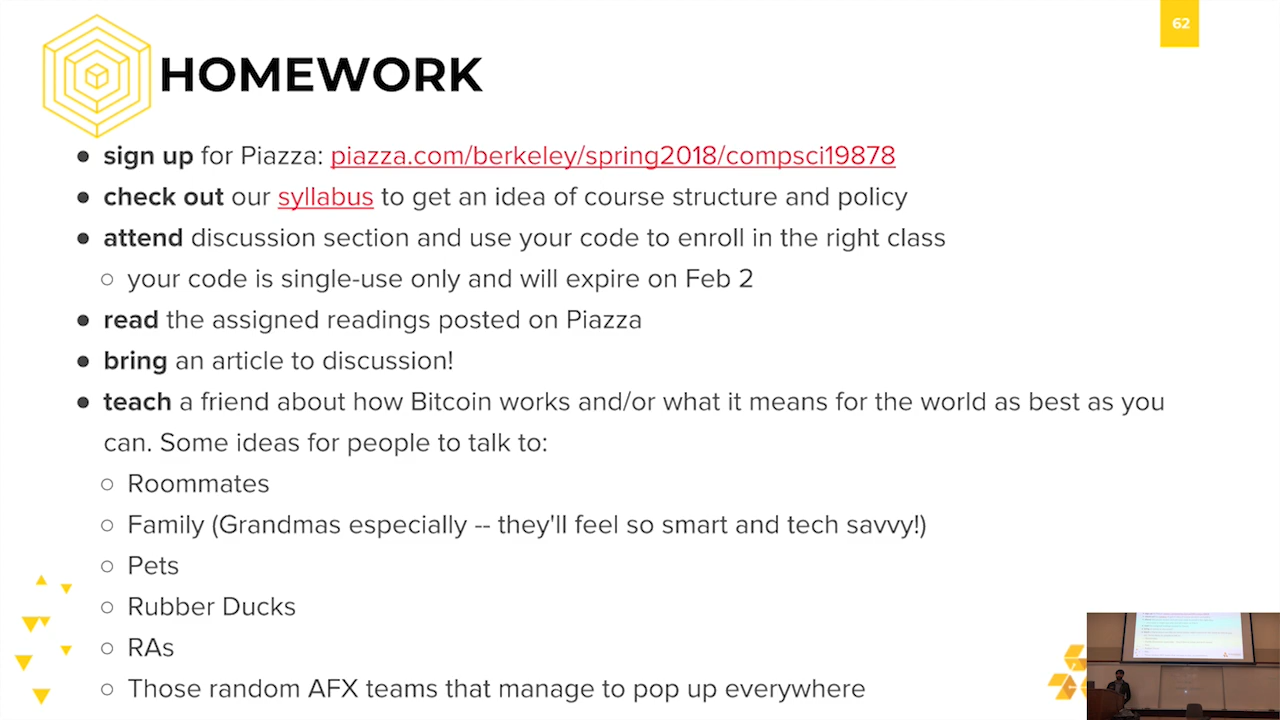 62
HOMEWORK
● sign up for Piazza: piazza.com/berkeley/spring2018/compsci19878
● check out our syllabus to get an idea of course structure and policy
● attend discussion section and use your code to enroll in the right class
○ your code is single-use only and will expire on Feb 2
● read the assigned readings posted on Piazza
● bring an article to discussion!
● teach a friend about how Bitcoin works and/or what it means for the world as best as you
can. Some ideas for people to talk to:
○ Roommates
○ Family (Grandmas especially -- they'll feel so smart and tech savvy!)
○ Pets
○ Rubber Ducks
○ RAs
○ Those random AFX teams that manage to pop up everywhere